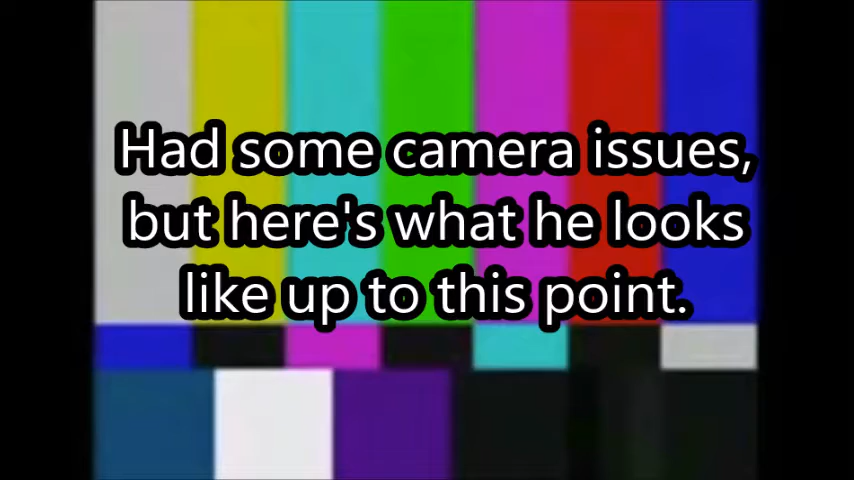 Had some camera issues,
but here's what he looks
like up to this point.